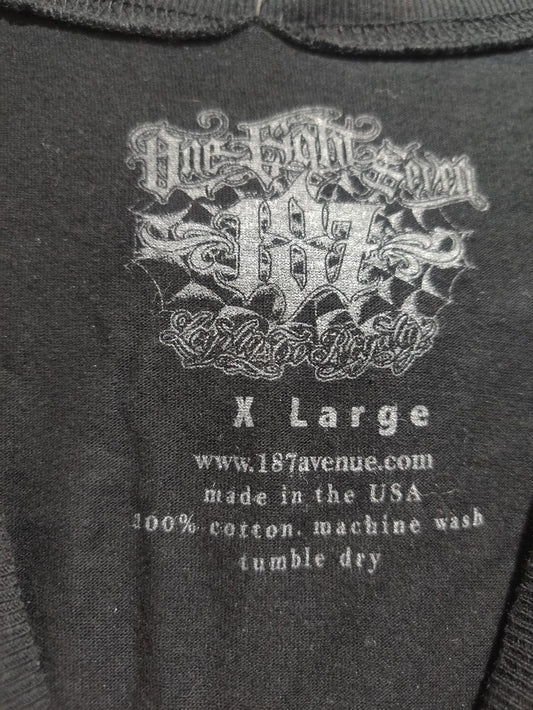 One Eight Seven
187
X Large
www.187avenue.com
made in the USA
100% cotton. machine wash
tumble dry